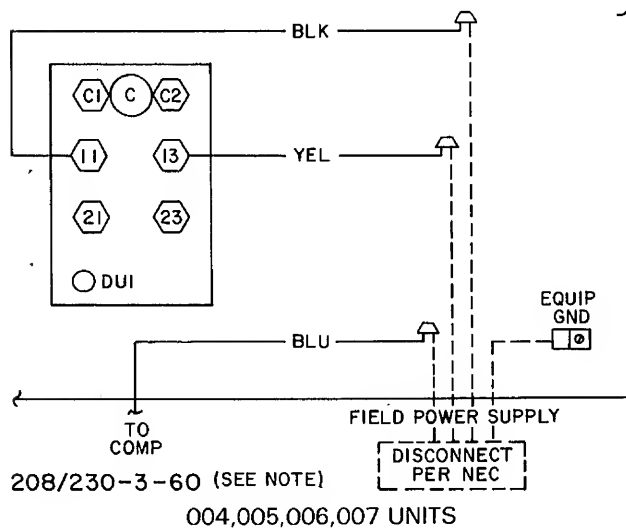 BLK
C1 C C2
11 13
YEL
21 23
DU1
EQUIP
GND
BLU
TO
COMP
FIELD POWER SUPPLY
DISCONNECT
PER NEC
208/230-3-60 (SEE NOTE)
004,005,006,007 UNITS